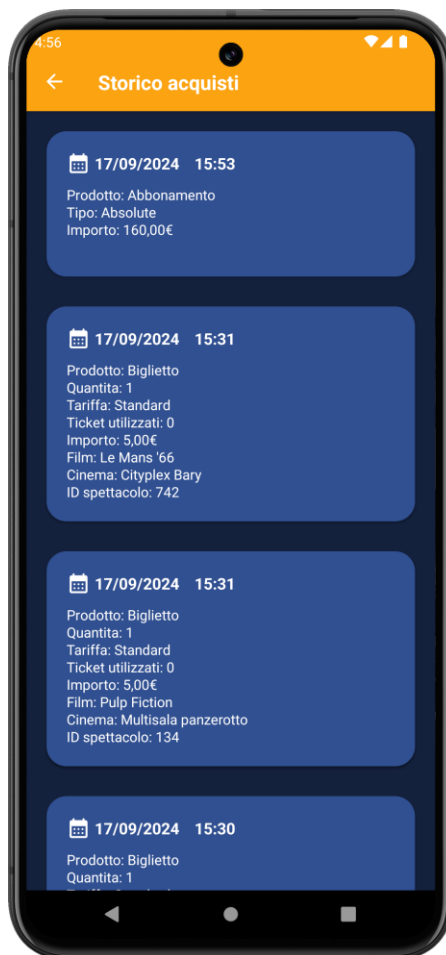 4:56
Storico acquisti
17/09/2024 15:53
Prodotto: Abbonamento
Tipo: Absolute
Importo: 160,00€
17/09/2024 15:31
Prodotto: Biglietto
Quantita: 1
Tariffa: Standard
Ticket utilizzati: 0
Importo: 5,00€
Film: Le Mans '66
Cinema: Cityplex Bary
ID spettacolo: 742
17/09/2024 15:31
Prodotto: Biglietto
Quantita: 1
Tariffa: Standard
Ticket utilizzati: 0
Importo: 5,00€
Film: Pulp Fiction
Cinema: Multisala panzerotto
ID spettacolo: 134
17/09/2024 15:30
Prodotto: Biglietto
Quantita: 1